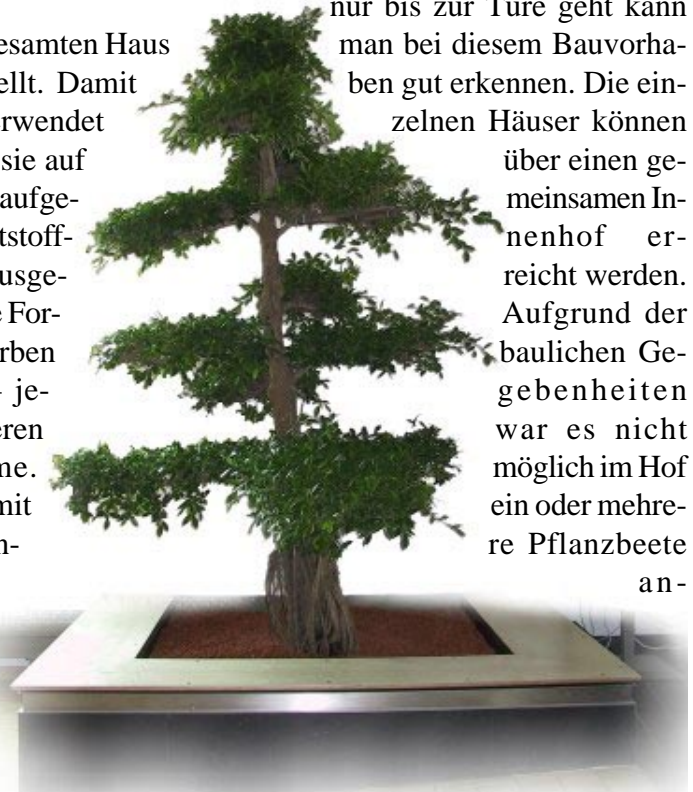 esamten Haus
ellt. Damit
rwendet
sie auf
aufge-
tstoff-
usge-
e For-
rben
- je-
eren
ne.
mit
n-
nur bis zur Türe geht kann
man bei diesem Bauvorha-
ben gut erkennen. Die ein-
zelnen Häuser können
über einen ge-
meinsamen In-
nenhof er-
reicht werden.
Aufgrund der
baulichen Ge-
gebenheiten
war es nicht
möglich im Hof
ein oder mehre-
re Pflanzbeete
an-